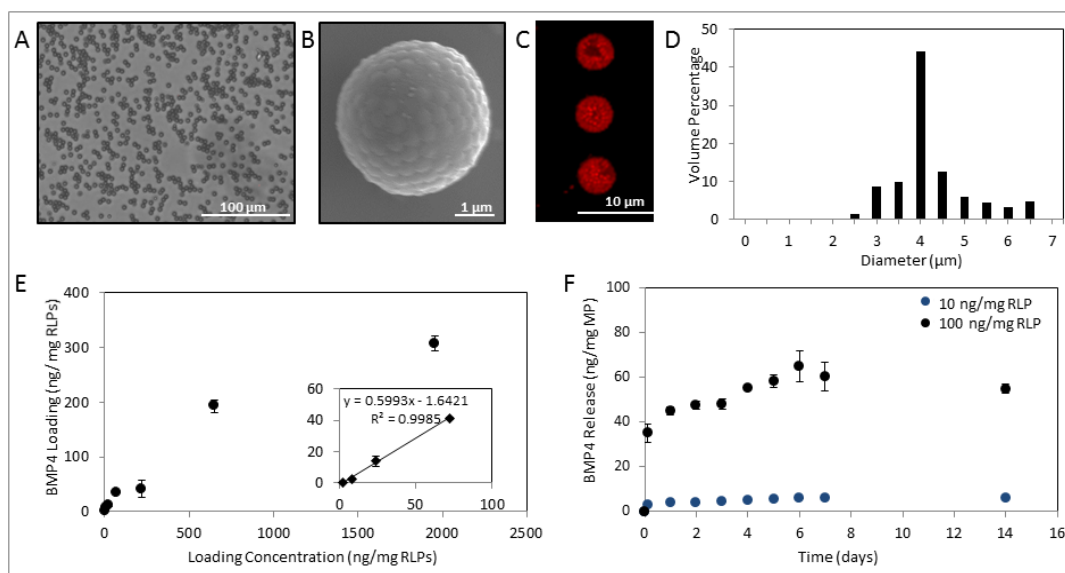 A
100 µm
B
1 µm
C
10 µm
D
Volume Percentage
50
40
30
20
10
0
0 1 2 3 4 5 6 7
Diameter (µm)
E
BMP4 Loading (ng/mg RLPs)
400
300
200
100
0
0 500 1000 1500 2000 2500
Loading Concentration (ng/mg RLPs)
60
40
20
0
0 50 100
y = 0.5993x - 1.6421
R² = 0.9985
F
BMP4 Release (ng/mg MP)
100
80
60
40
20
0
0 2 4 6 8 10 12 14 16
Time (days)
10 ng/mg RLP
100 ng/mg RLP